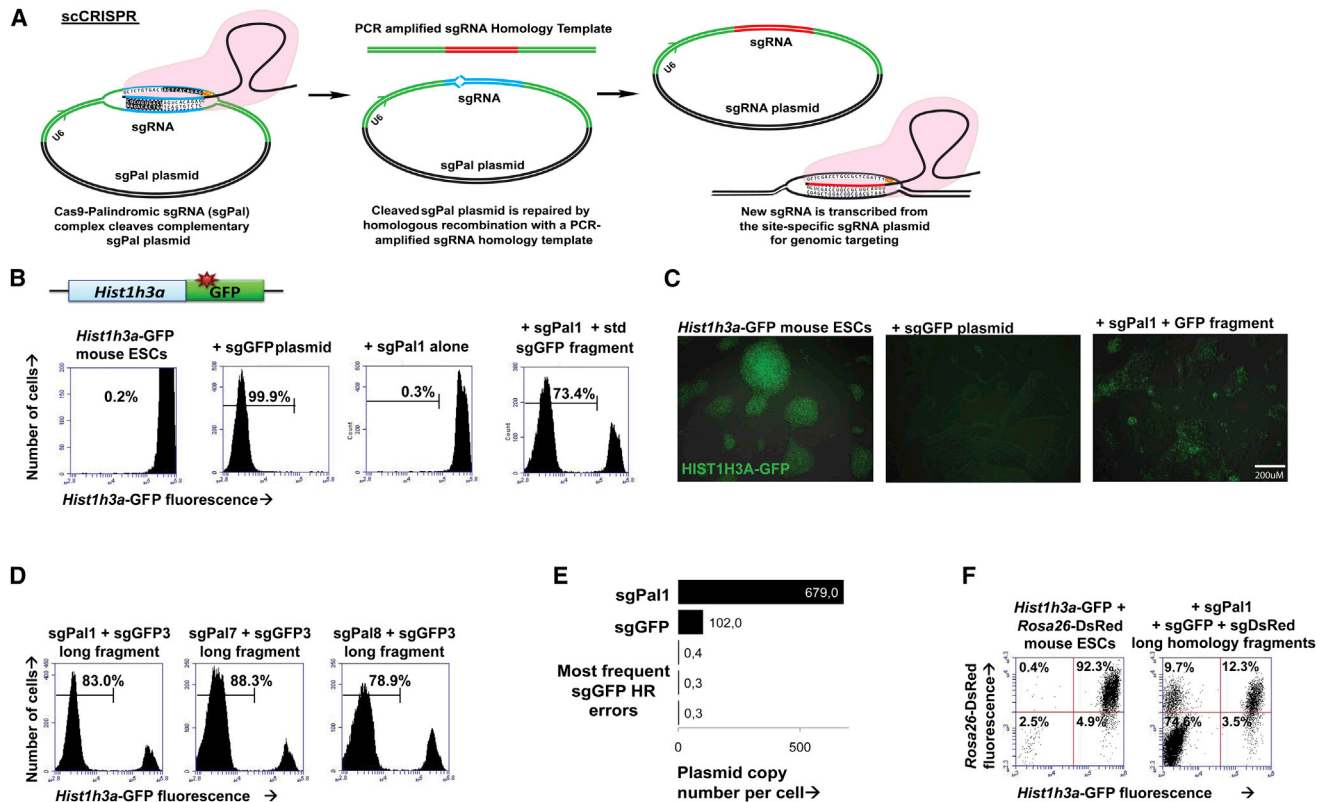 A
scCRISPR
U6
sgRNA
sgPal plasmid
Cas9-Palindromic sgRNA (sgPal)
complex cleaves complementary
sgPal plasmid
PCR amplified sgRNA Homology Template
U6
sgRNA
sgPal plasmid
Cleaved sgPal plasmid is repaired by
homologous recombination with a PCR-
amplified sgRNA homology template
U6
sgRNA
sgRNA plasmid
New sgRNA is transcribed from
the site-specific sgRNA plasmid
for genomic targeting
B
Hist1h3a
GFP
Number of cells→
Hist1h3a-GFP
mouse ESCs
0.2%
+ sgGFP plasmid
99.9%
+ sgPal1 alone
0.3%
Count
+ sgPal1 + std
sgGFP fragment
73.4%
Count
Hist1h3a-GFP fluorescence→
C
Hist1h3a-GFP mouse ESCs
HIST1H3A-GFP
+ sgGFP plasmid
+ sgPal1 + GFP fragment
200uM
D
Number of cells→
sgPal1 + sgGFP3
long fragment
83.0%
sgPal7 + sgGFP3
long fragment
88.3%
sgPal8 + sgGFP3
long fragment
78.9%
Hist1h3a-GFP fluorescence →
E
sgPal1
679,0
sgGFP
102,0
Most frequent
sgGFP HR
errors
0,4
0,3
0,3
0
500
Plasmid copy
number per cell→
F
Rosa26-DsRed
fluorescence→
Hist1h3a-GFP +
Rosa26-DsRed
mouse ESCs
0.4%
92.3%
2.5%
4.9%
+ sgPal1
+ sgGFP + sgDsRed
long homology fragments
9.7%
12.3%
74.6%
3.5%
Hist1h3a-GFP fluorescence →